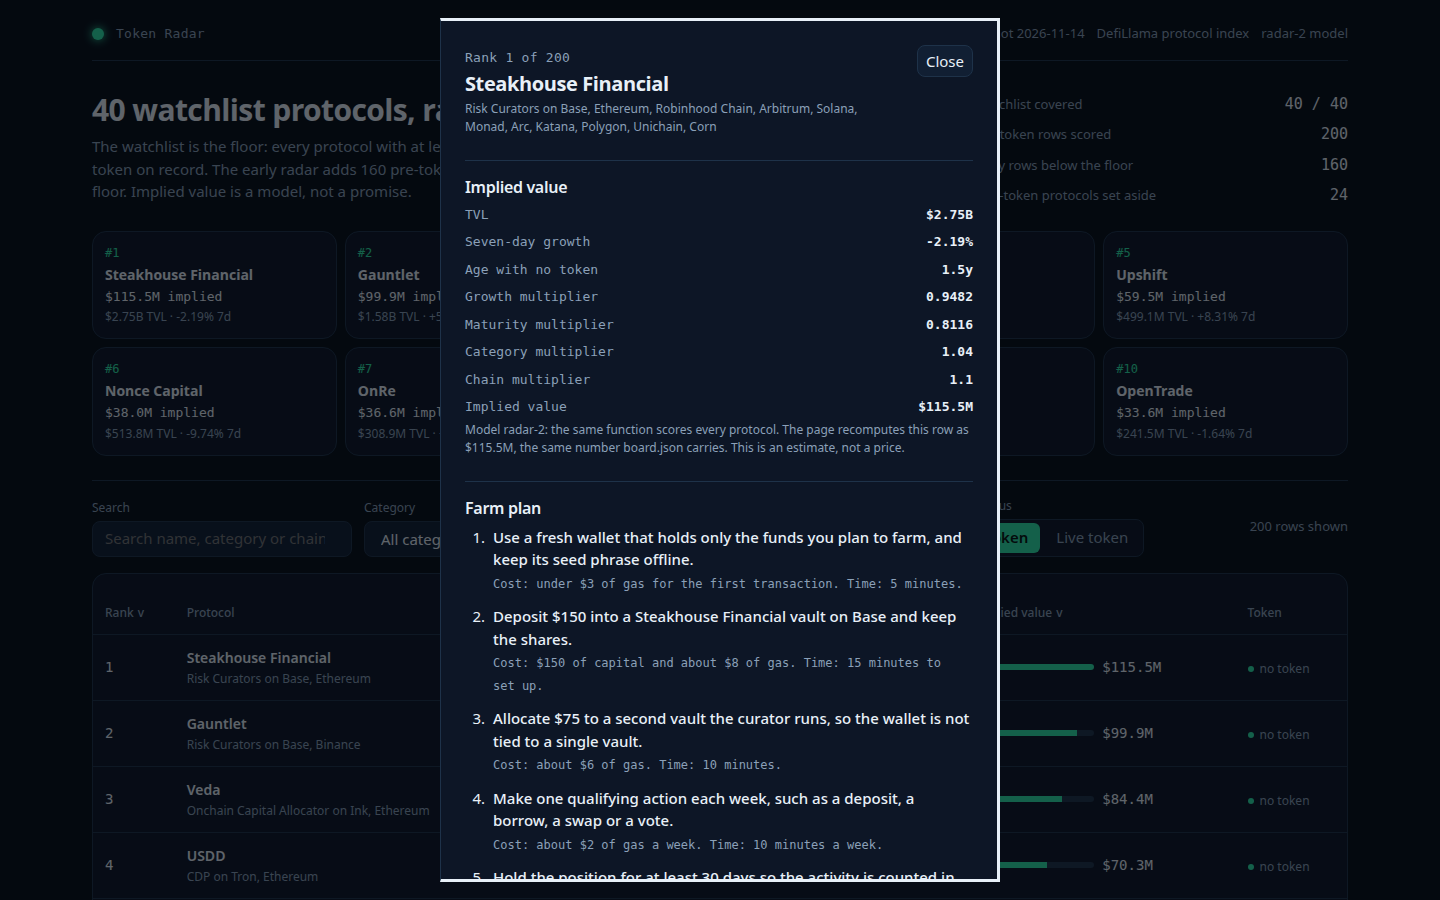 Token Radar
ot 2026-11-14 DefiLlama protocol index radar-2 model
40 watchlist protocols, ra
The watchlist is the floor: every protocol with at le
token on record. The early radar adds 160 pre-tok
floor. Implied value is a model, not a promise.
chlist covered 40 / 40
token rows scored 200
y rows below the floor 160
-token protocols set aside 24
#1
Steakhouse Financial
$115.5M implied
$2.75B TVL · -2.19% 7d
#2
Gauntlet
$99.9M impl
$1.58B TVL · +5
#5
Upshift
$59.5M implied
$499.1M TVL · +8.31% 7d
#6
Nonce Capital
$38.0M implied
$513.8M TVL · -9.74% 7d
#7
OnRe
$36.6M impl
$308.9M TVL ·
#10
OpenTrade
$33.6M implied
$241.5M TVL · -1.64% 7d
Search
Search name, category or chain
Category
All categ
us
ken Live token
200 rows shown
Rank v Protocol ied value v Token
1
Steakhouse Financial
Risk Curators on Base, Ethereum
$115.5M no token
2
Gauntlet
Risk Curators on Base, Binance
$99.9M no token
3
Veda
Onchain Capital Allocator on Ink, Ethereum
$84.4M no token
4
USDD
CDP on Tron, Ethereum
$70.3M no token
Rank 1 of 200
Close
Steakhouse Financial
Risk Curators on Base, Ethereum, Robinhood Chain, Arbitrum, Solana,
Monad, Arc, Katana, Polygon, Unichain, Corn
Implied value
TVL $2.75B
Seven-day growth -2.19%
Age with no token 1.5y
Growth multiplier 0.9482
Maturity multiplier 0.8116
Category multiplier 1.04
Chain multiplier 1.1
Implied value $115.5M
Model radar-2: the same function scores every protocol. The page recomputes this row as
$115.5M, the same number board.json carries. This is an estimate, not a price.
Farm plan
1. Use a fresh wallet that holds only the funds you plan to farm, and
keep its seed phrase offline.
Cost: under $3 of gas for the first transaction. Time: 5 minutes.
2. Deposit $150 into a Steakhouse Financial vault on Base and keep
the shares.
Cost: $150 of capital and about $8 of gas. Time: 15 minutes to
set up.
3. Allocate $75 to a second vault the curator runs, so the wallet is not
tied to a single vault.
Cost: about $6 of gas. Time: 10 minutes.
4. Make one qualifying action each week, such as a deposit, a
borrow, a swap or a vote.
Cost: about $2 of gas a week. Time: 10 minutes a week.
5. Hold the position for at least 30 days so the activity is counted in